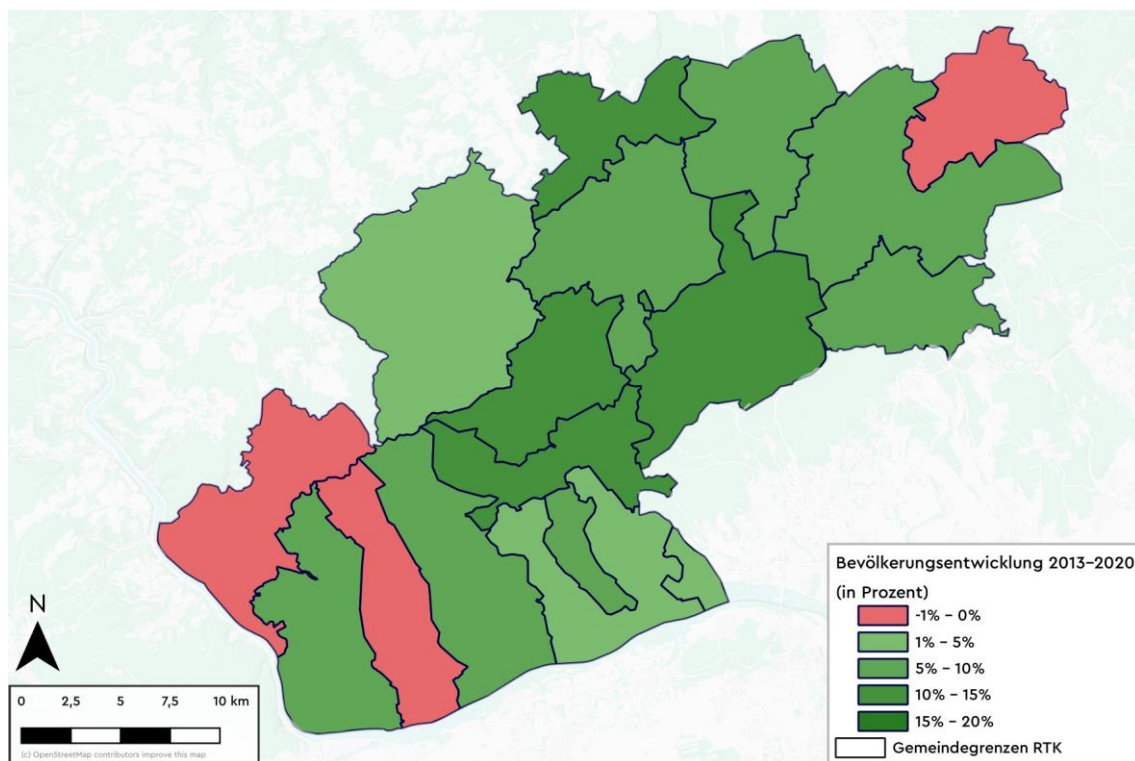 Bevölkerungsentwicklung 2013–2020
(in Prozent)
-1% – 0%
1% – 5%
5% – 10%
10% – 15%
15% – 20%
Gemeindegrenzen RTK
N
0 2,5 5 7,5 10 km
(c) OpenStreetMap contributors improve this map